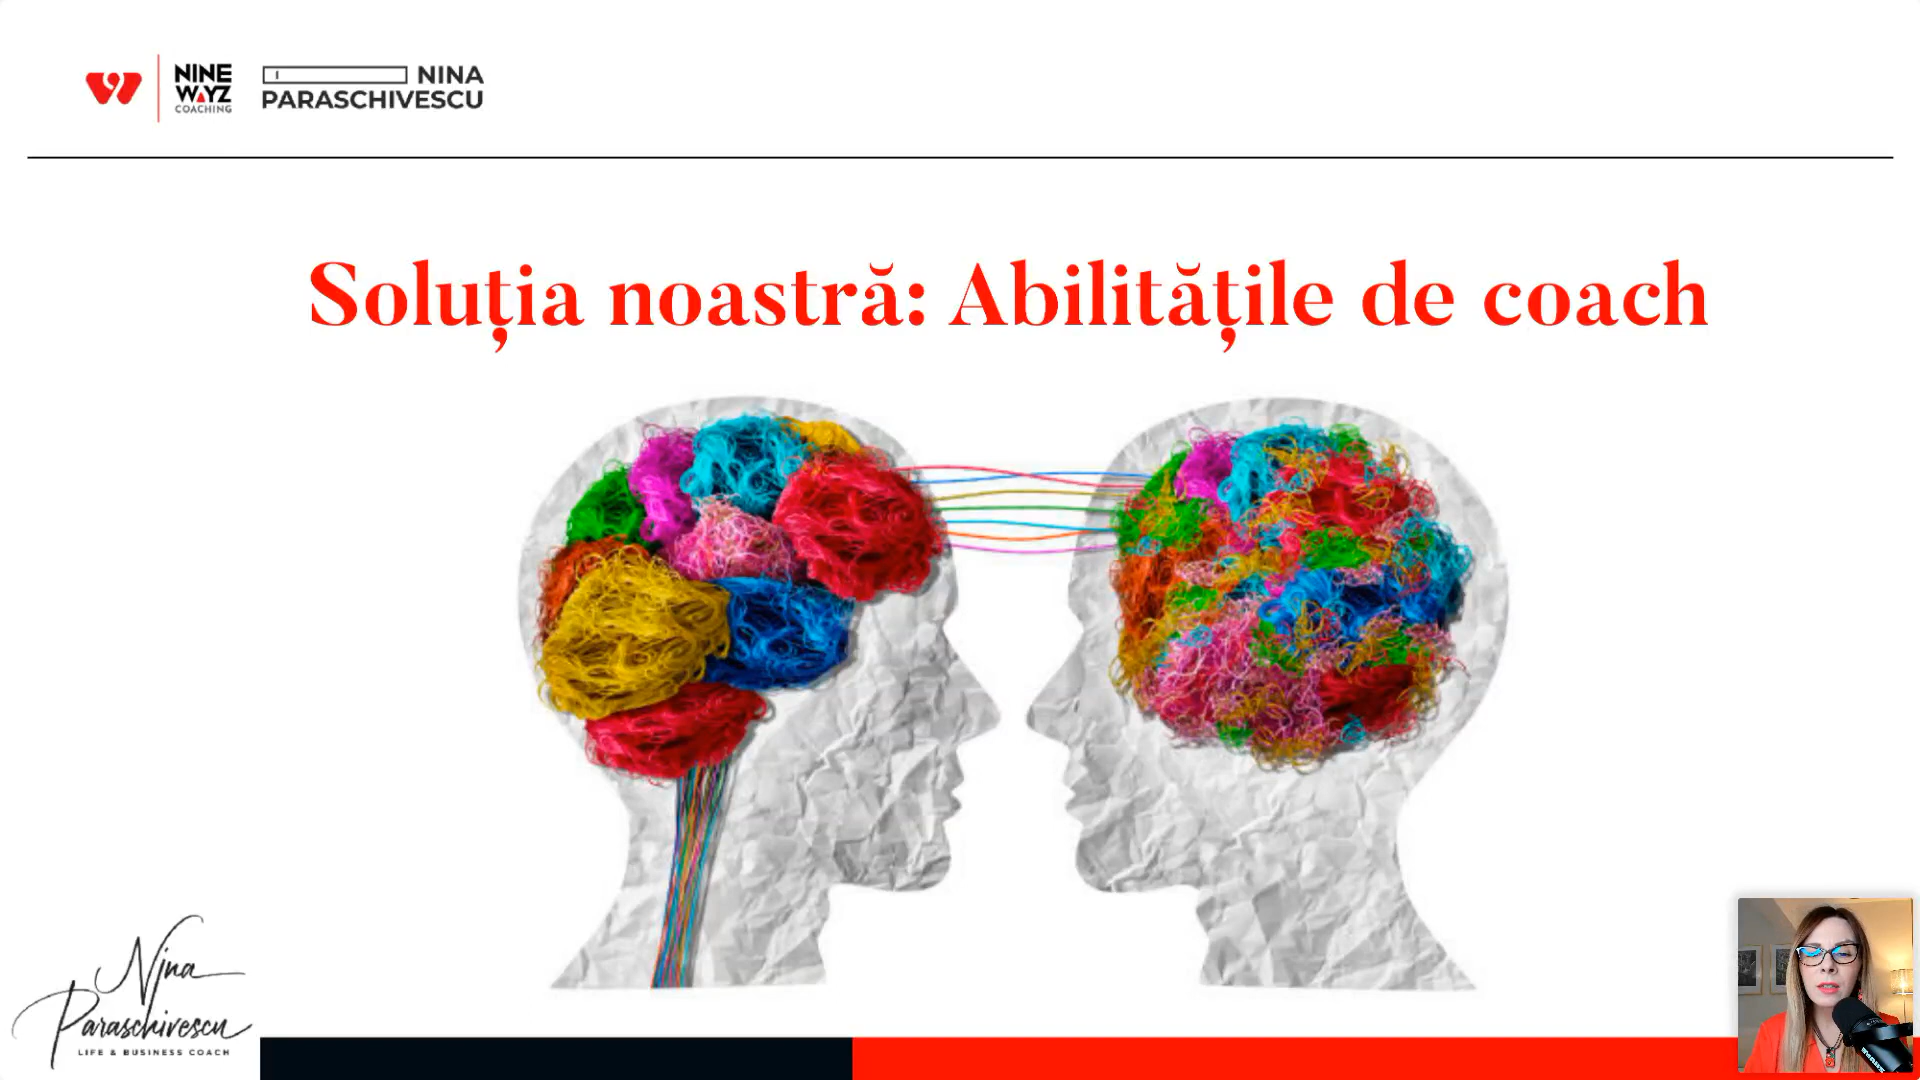 NINE
WAYZ
COACHING
NINA
PARASCHIVESCU
Soluția noastră: Abilitățile de coach
Nina
Paraschivescu
LIFE & BUSINESS COACH